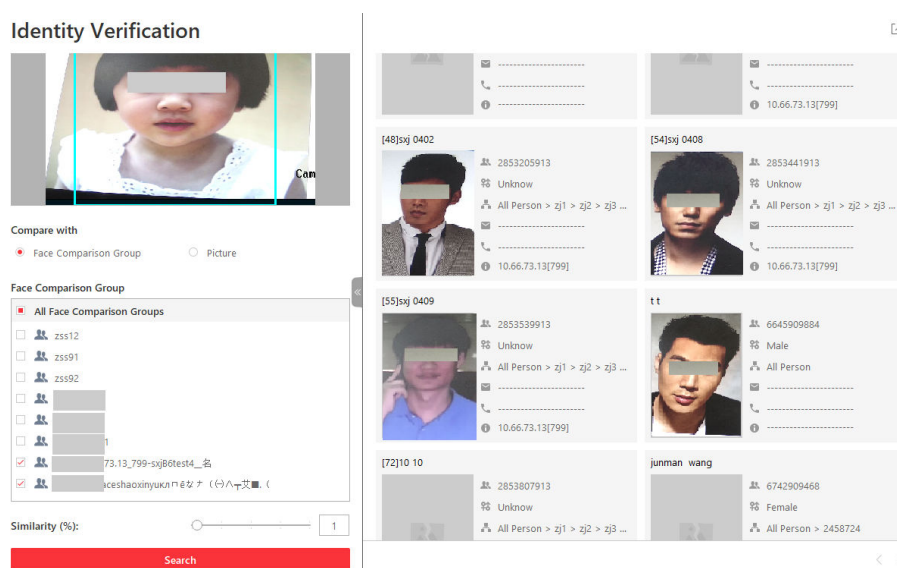 Identity Verification
Cam
Compare with
Face Comparison Group
Picture
Face Comparison Group
All Face Comparison Groups
zss12
zss91
zss92
1
73.13_799-sxjB6test4__名
Similarity (%):
1
Search
----------------------
----------------------
----------------------
----------------------
----------------------
10.66.73.13[799]
[48]sxj 0402
2853205913
Unknow
All Person > zj1 > zj2 > zj3 ...
----------------------
----------------------
10.66.73.13[799]
[54]sxj 0408
2853441913
Unknow
All Person > zj1 > zj2 > zj3 ...
----------------------
----------------------
10.66.73.13[799]
[55]sxj 0409
2853539913
Unknow
All Person > zj1 > zj2 > zj3 ...
----------------------
----------------------
10.66.73.13[799]
t t
6645909884
Male
All Person
----------------------
----------------------
----------------------
[72]10 10
2853807913
Unknow
All Person > zj1 > zj2 > zj3 ...
junman wang
6742909468
Female
All Person > 2458724